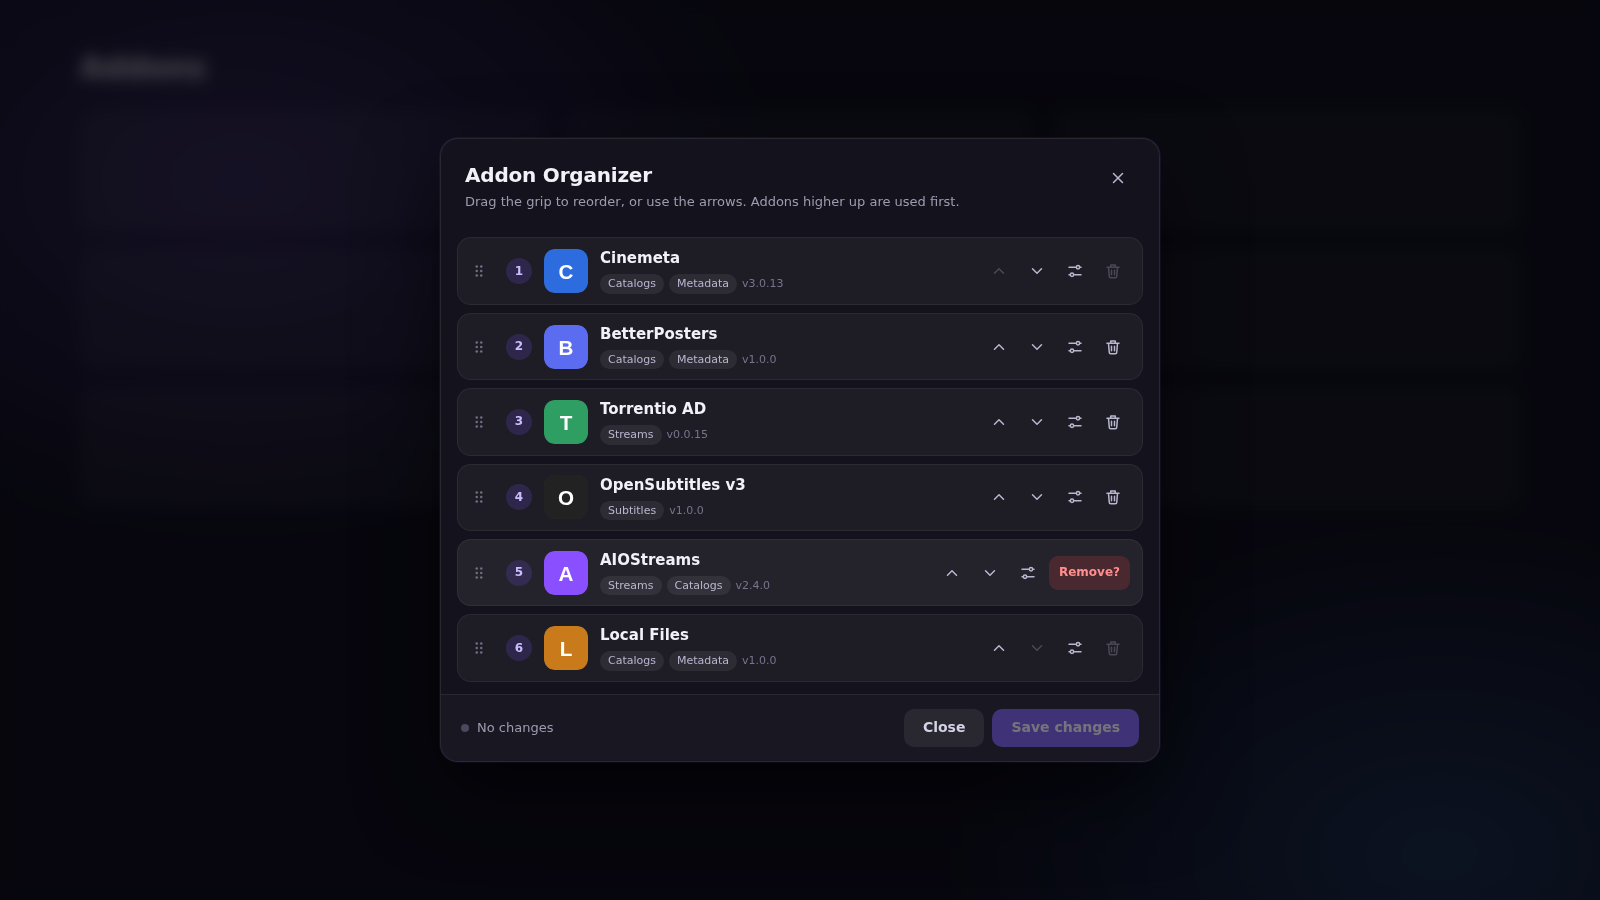 Addons
Addon Organizer
Drag the grip to reorder, or use the arrows. Addons higher up are used first.
1
C
Cinemeta
Catalogs Metadata v3.0.13
2
B
BetterPosters
Catalogs Metadata v1.0.0
3
T
Torrentio AD
Streams v0.0.15
4
O
OpenSubtitles v3
Subtitles v1.0.0
5
A
AIOStreams
Streams Catalogs v2.4.0
Remove?
6
L
Local Files
Catalogs Metadata v1.0.0
No changes
Close
Save changes